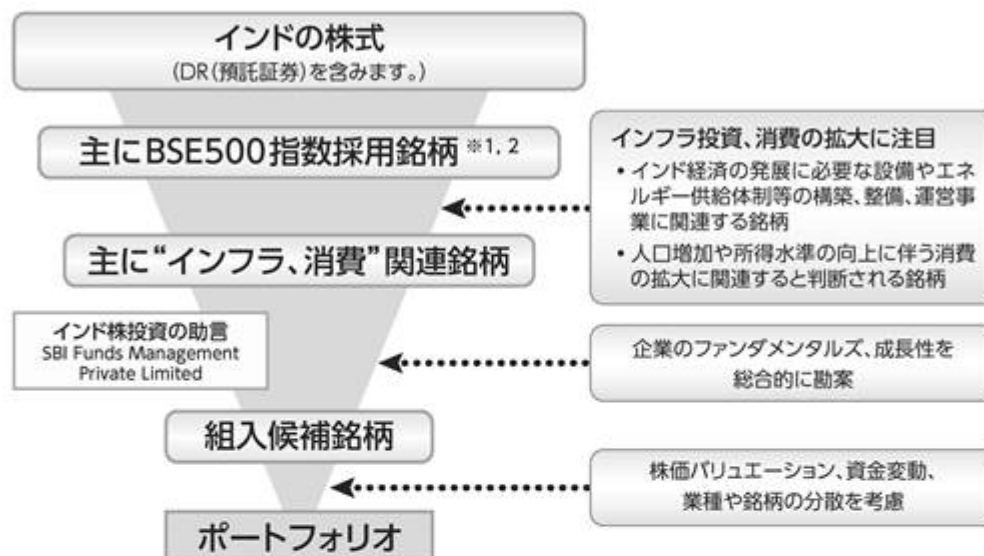 インドの株式
(DR(預託証券)を含みます。)
主にBSE500指数採用銘柄 ※1, 2
インフラ投資、消費の拡大に注目
・インド経済の発展に必要な設備やエネ
ルギー供給体制等の構築、整備、運営事
業に関連する銘柄
・人口増加や所得水準の向上に伴う消費
の拡大に関連すると判断される銘柄
主に“インフラ、消費”関連銘柄
インド株投資の助言
SBI Funds Management
Private Limited
企業のファンダメンタルズ、成長性を
総合的に勘案
組入候補銘柄
株価バリュエーション、資金変動、
業種や銘柄の分散を考慮
ポートフォリオ